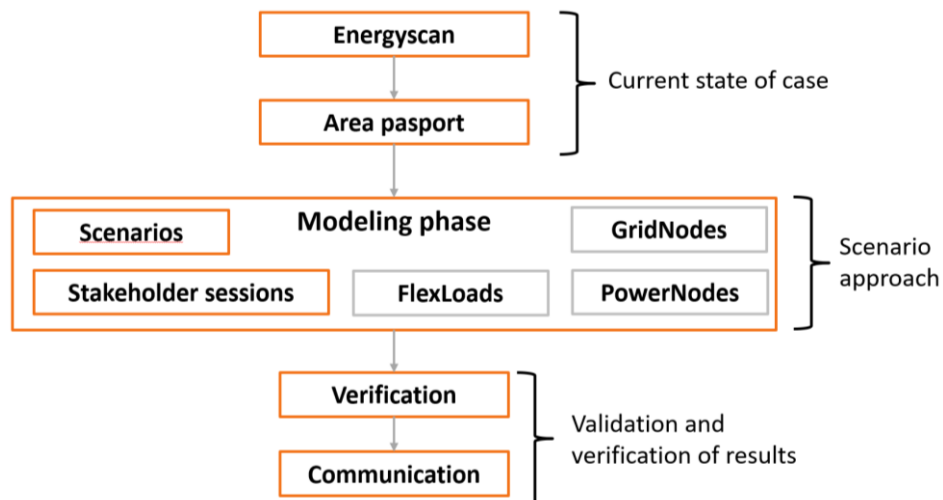 Energyscan
Current state of case
Area pasport
Modeling phase
Scenarios
GridNodes
Stakeholder sessions
FlexLoads
PowerNodes
Scenario
approach
Verification
Validation and
verification of results
Communication